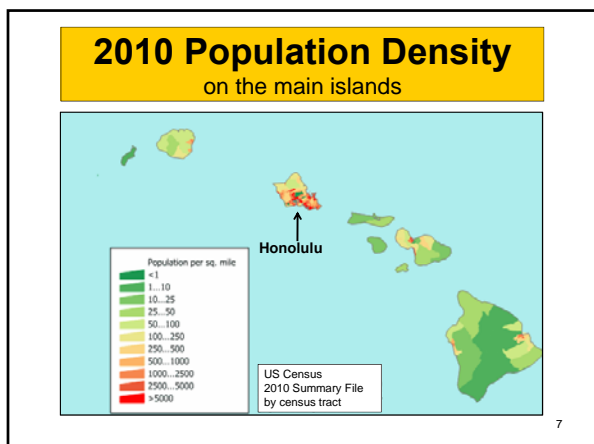 2010 Population Density
on the main islands
Honolulu
Population per sq. mile
<1
1...10
10...25
25...50
50...100
100...250
250...500
500...1000
1000...2500
2500...5000
>5000
US Census
2010 Summary File
by census tract
7